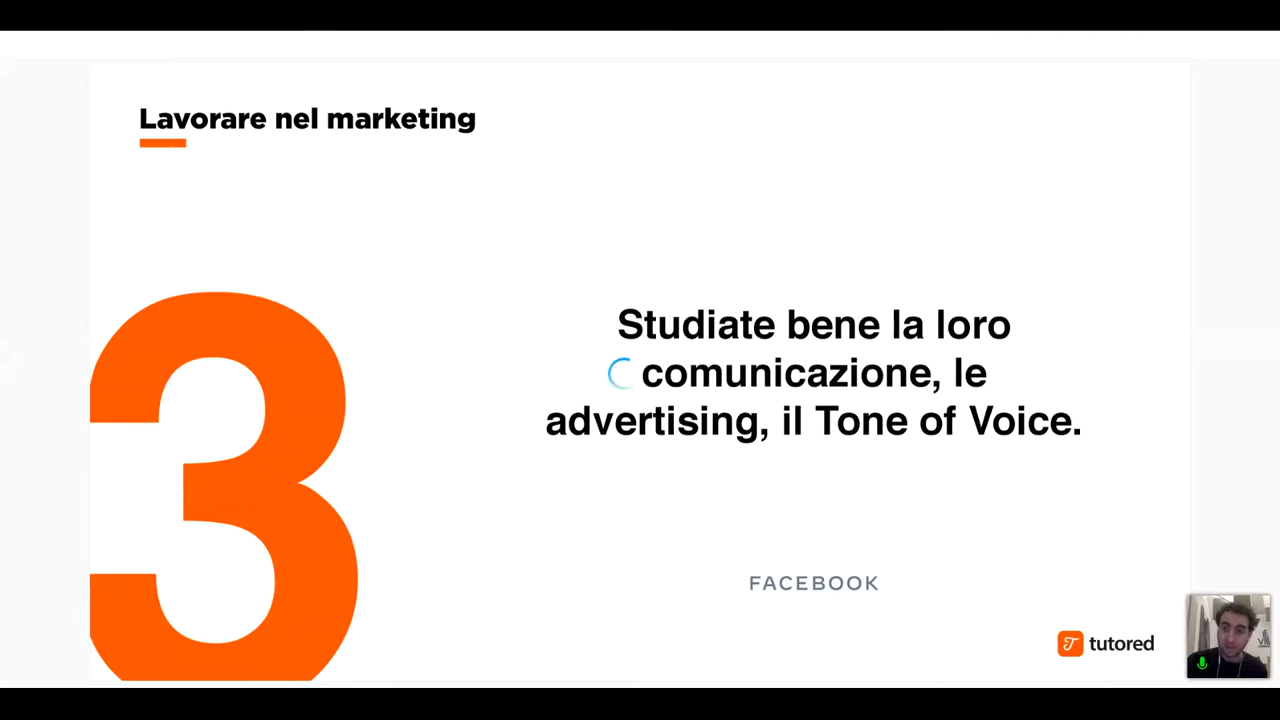 Lavorare nel marketing
3
Studiate bene la loro
comunicazione, le
advertising, il Tone of Voice.
FACEBOOK
tutored